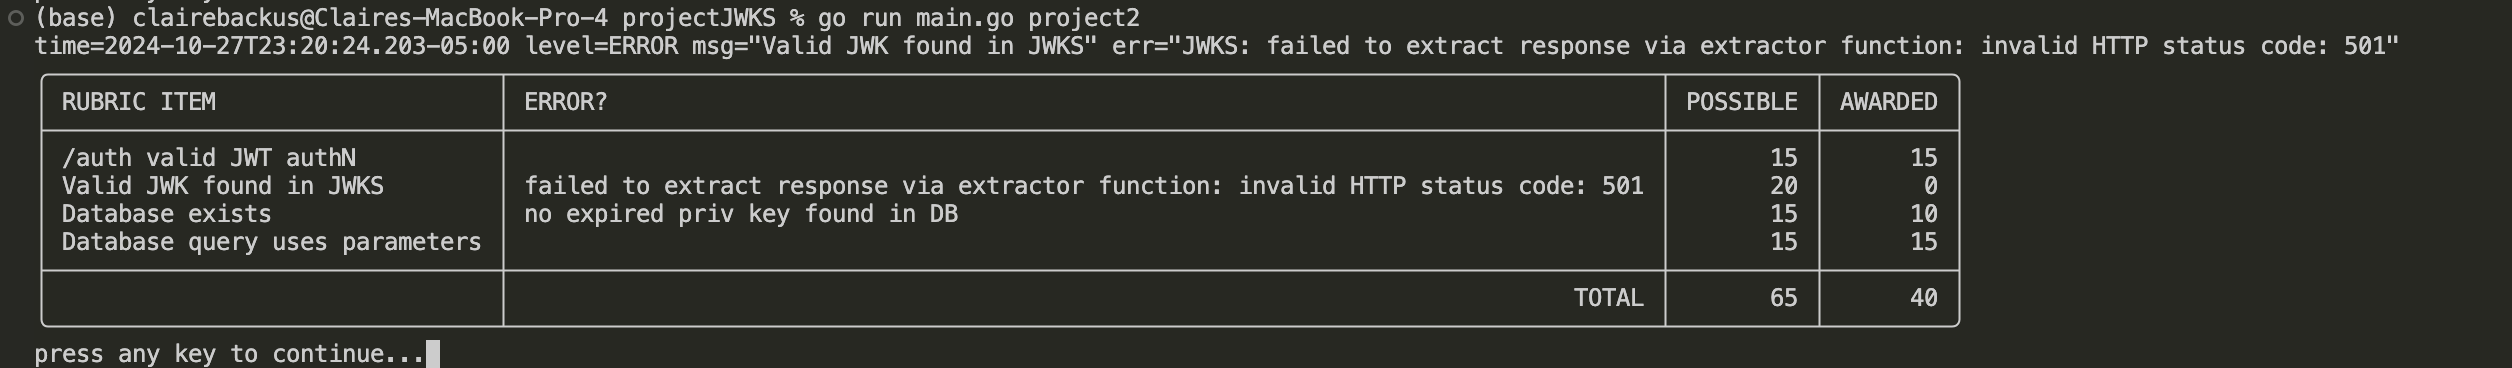 (base) clairebackus@Claires-MacBook-Pro-4 projectJWKS % go run main.go project2
time=2024-10-27T23:20:24.203-05:00 level=ERROR msg="Valid JWK found in JWKS" err="JWKS: failed to extract response via extractor function: invalid HTTP status code: 501"
RUBRIC ITEM ERROR? POSSIBLE AWARDED
/auth valid JWT authN 15 15
Valid JWK found in JWKS failed to extract response via extractor function: invalid HTTP status code: 501 20 0
Database exists no expired priv key found in DB 15 10
Database query uses parameters 15 15
TOTAL 65 40
press any key to continue...